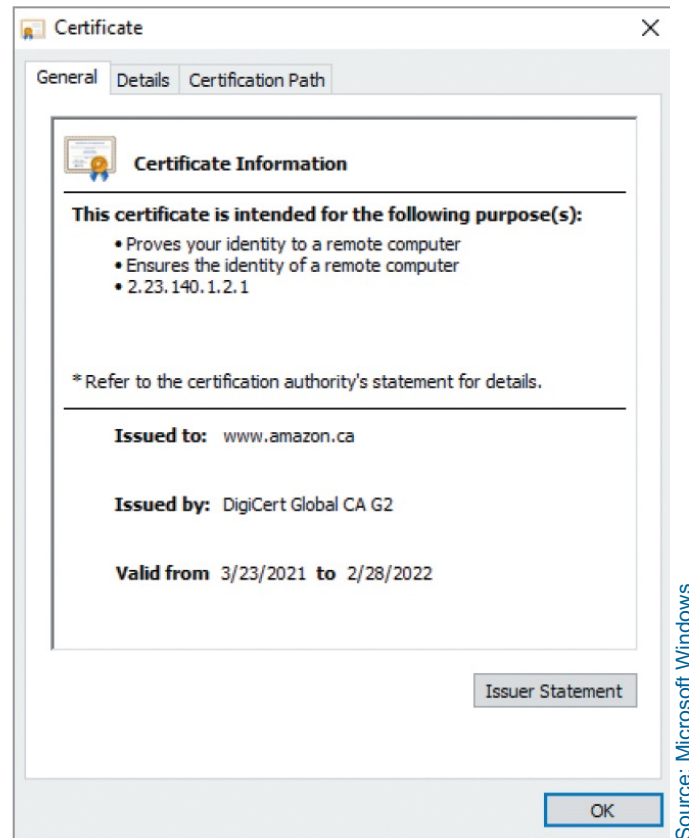 Certificate
General Details Certification Path
Certificate Information
This certificate is intended for the following purpose(s):
• Proves your identity to a remote computer
• Ensures the identity of a remote computer
• 2.23.140.1.2.1
* Refer to the certification authority's statement for details.
Issued to: www.amazon.ca
Issued by: DigiCert Global CA G2
Valid from 3/23/2021 to 2/28/2022
Issuer Statement
OK
Source: Microsoft Windows